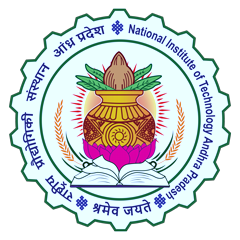 राष्ट्रीय प्रौद्योगिकी संस्थान आंध्र प्रदेश
National Institute of Technology Andhra Pradesh
श्रमेव जयते